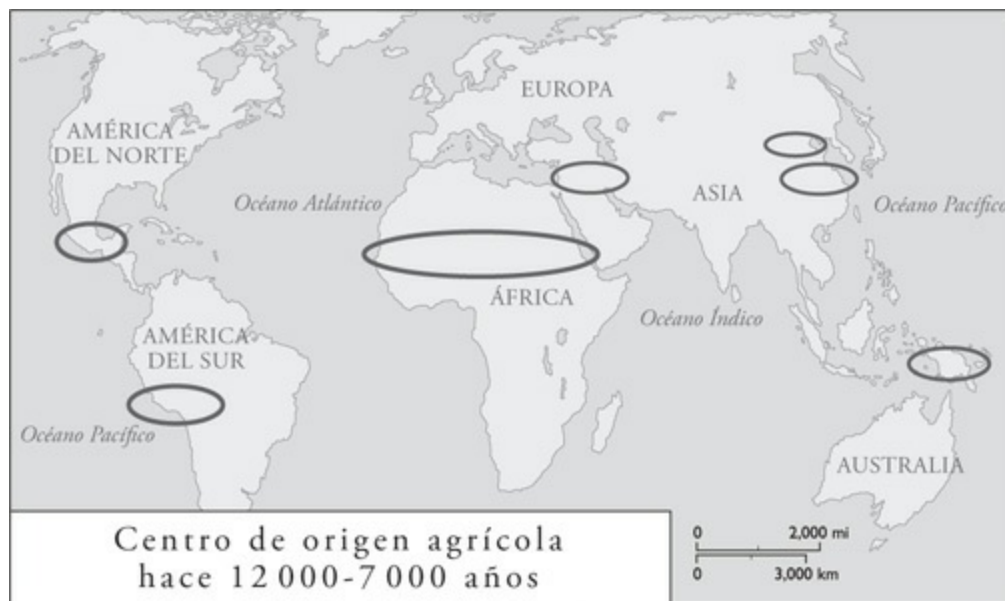 EUROPA
AMÉRICA
DEL NORTE
ASIA
Océano Atlántico
Océano Pacífico
ÁFRICA
Océano Índico
AMÉRICA
DEL SUR
Océano Pacífico
AUSTRALIA
Centro de origen agrícola
hace 12 000-7 000 años
0 2,000 mi
0 3,000 km